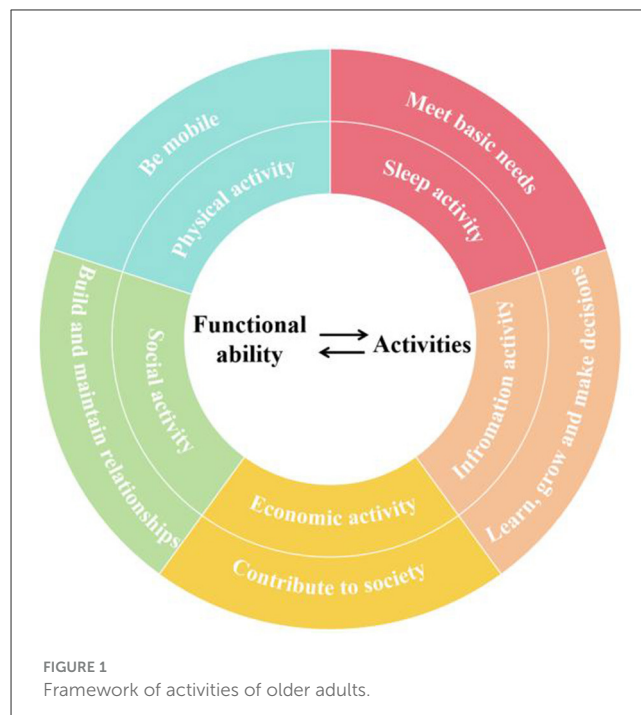 Be mobile
Physical activity
Meet basic needs
Sleep activity
Build and maintain relationships
Social activity
Functional
ability
Activities
Infromation activity
Learn, grow and make decisions
Economic activity
Contribute to society
FIGURE 1
Framework of activities of older adults.